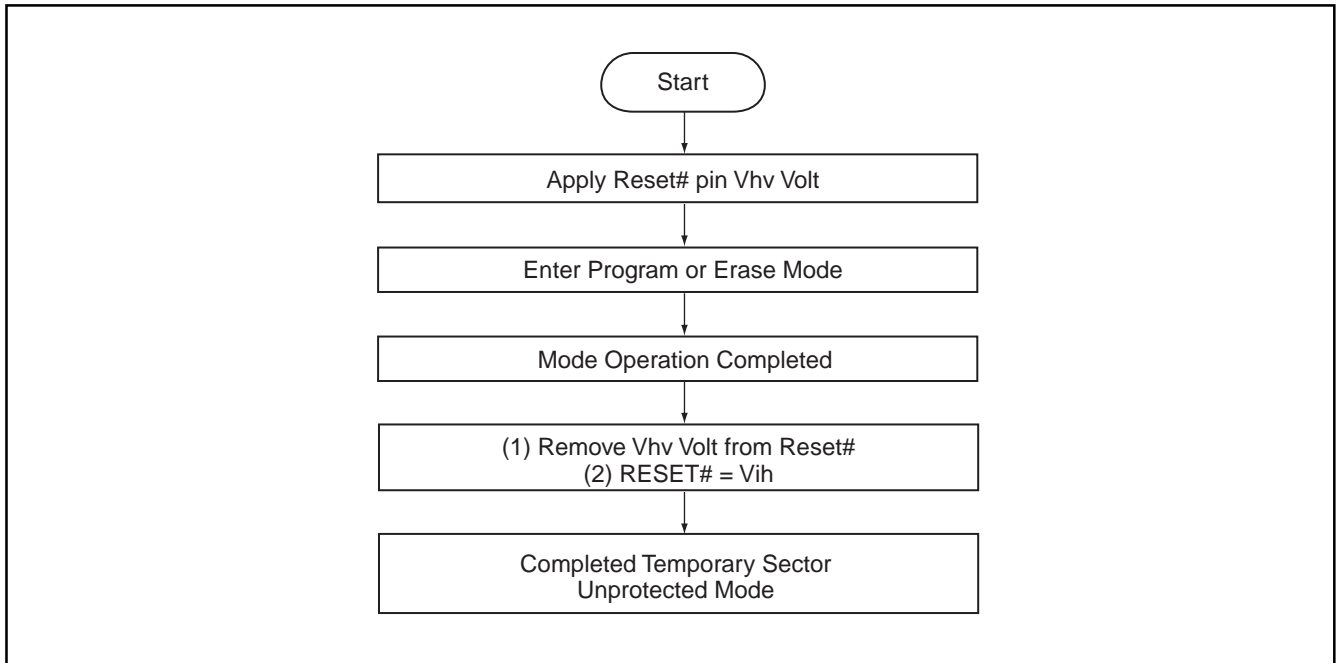 Start
Apply Reset# pin Vhv Volt
Enter Program or Erase Mode
Mode Operation Completed
(1) Remove Vhv Volt from Reset#
(2) RESET# = Vih
Completed Temporary Sector
Unprotected Mode